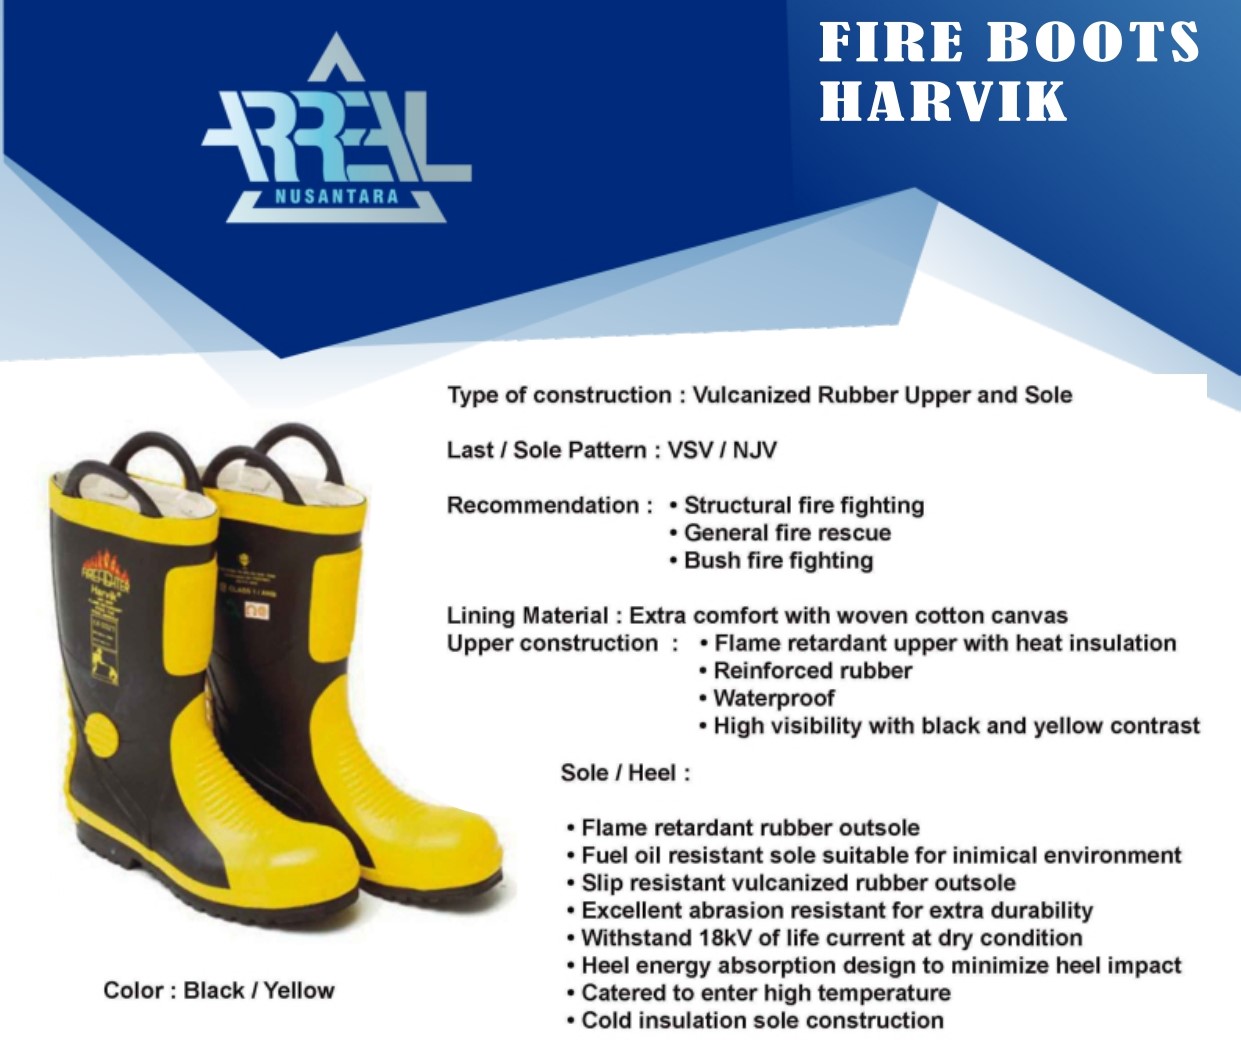 ARREAL
NUSANTARA
FIRE BOOTS
HARVIK
Type of construction : Vulcanized Rubber Upper and Sole
Last / Sole Pattern : VSV / NJV
Recommendation : • Structural fire fighting
• General fire rescue
• Bush fire fighting
Lining Material : Extra comfort with woven cotton canvas
Upper construction : • Flame retardant upper with heat insulation
• Reinforced rubber
• Waterproof
• High visibility with black and yellow contrast
FIREFIGHTER
Harvik
Sole / Heel :
• Flame retardant rubber outsole
• Fuel oil resistant sole suitable for inimical environment
• Slip resistant vulcanized rubber outsole
• Excellent abrasion resistant for extra durability
• Withstand 18kV of life current at dry condition
• Heel energy absorption design to minimize heel impact
• Catered to enter high temperature
• Cold insulation sole construction
Color : Black / Yellow